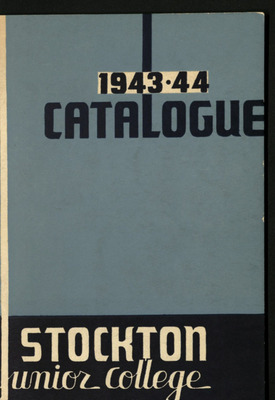 1943·44
CATALOGUE
STOCKTON
Junior College